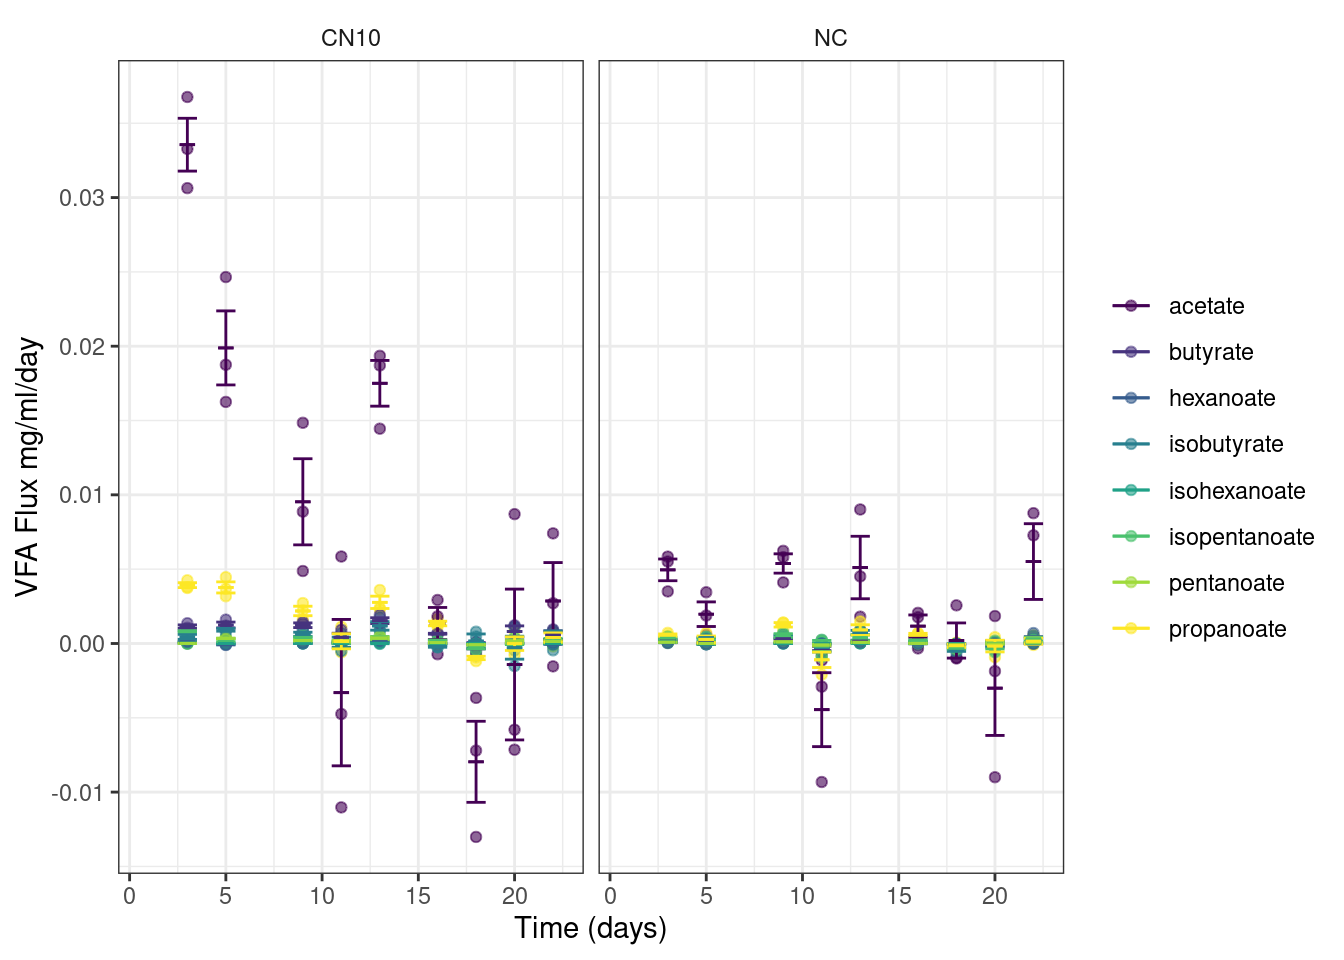 CN10
NC
VFA Flux mg/ml/day
0.03
0.02
0.01
0.00
-0.01
0
5
10
15
20
0
5
10
15
20
Time (days)
acetate
butyrate
hexanoate
isobutyrate
isohexanoate
isopentanoate
pentanoate
propanoate